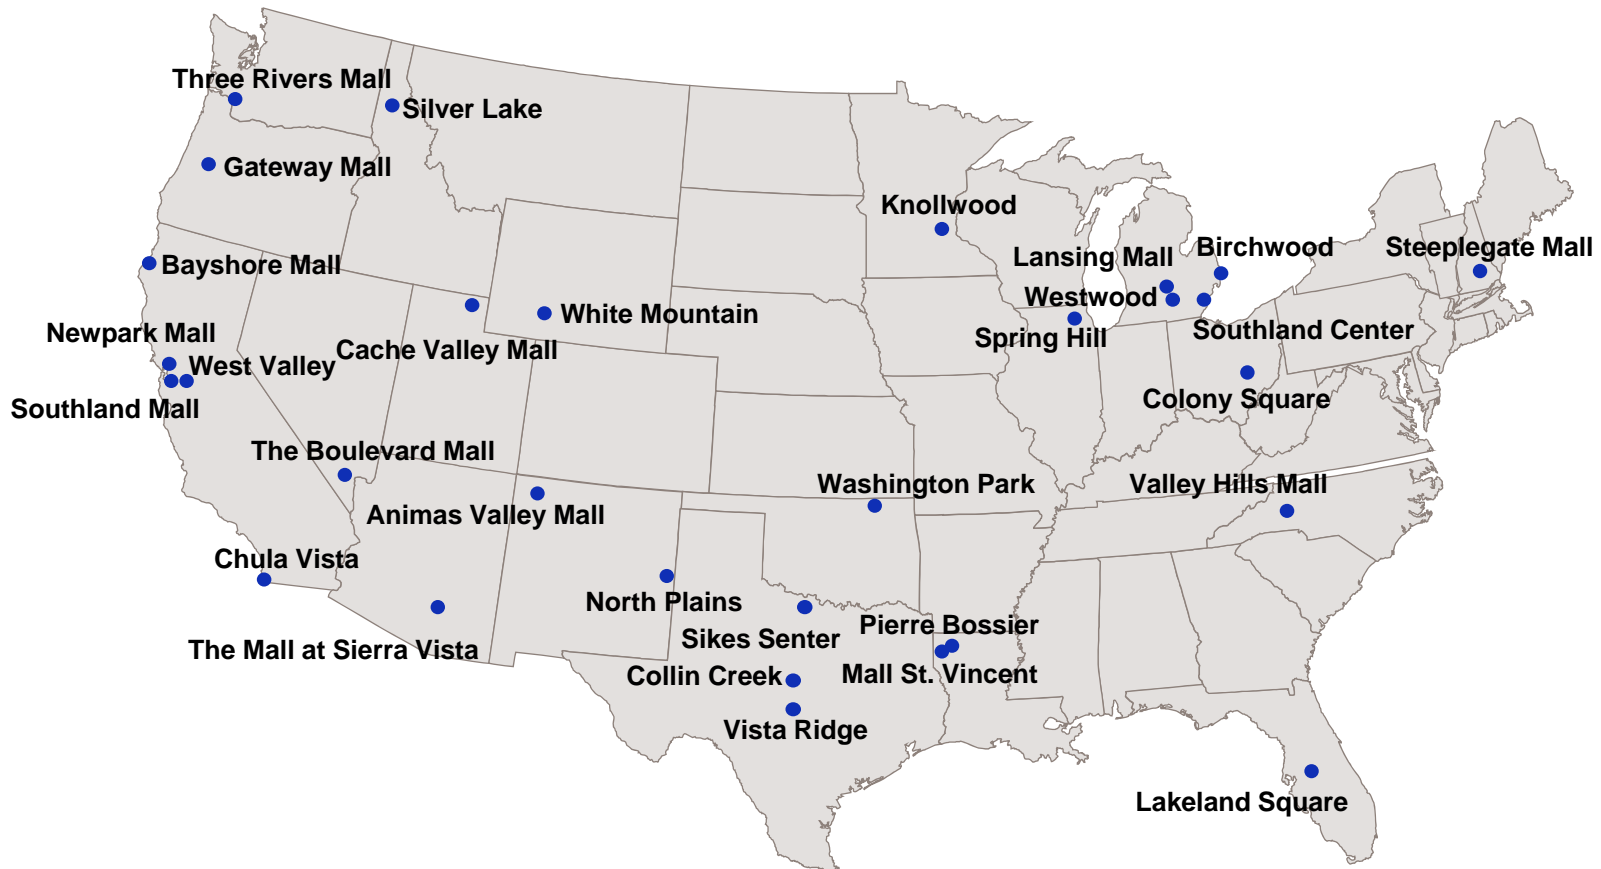 Three Rivers Mall
Silver Lake
Gateway Mall
Knollwood
Lansing Mall
Birchwood
Steeplegate Mall
Bayshore Mall
Westwood
White Mountain
Newpark Mall
Spring Hill
Southland Center
Cache Valley Mall
West Valley
Southland Mall
Colony Square
The Boulevard Mall
Washington Park
Valley Hills Mall
Animas Valley Mall
Chula Vista
North Plains
Pierre Bossier
Sikes Senter
The Mall at Sierra Vista
Collin Creek
Mall St. Vincent
Vista Ridge
Lakeland Square